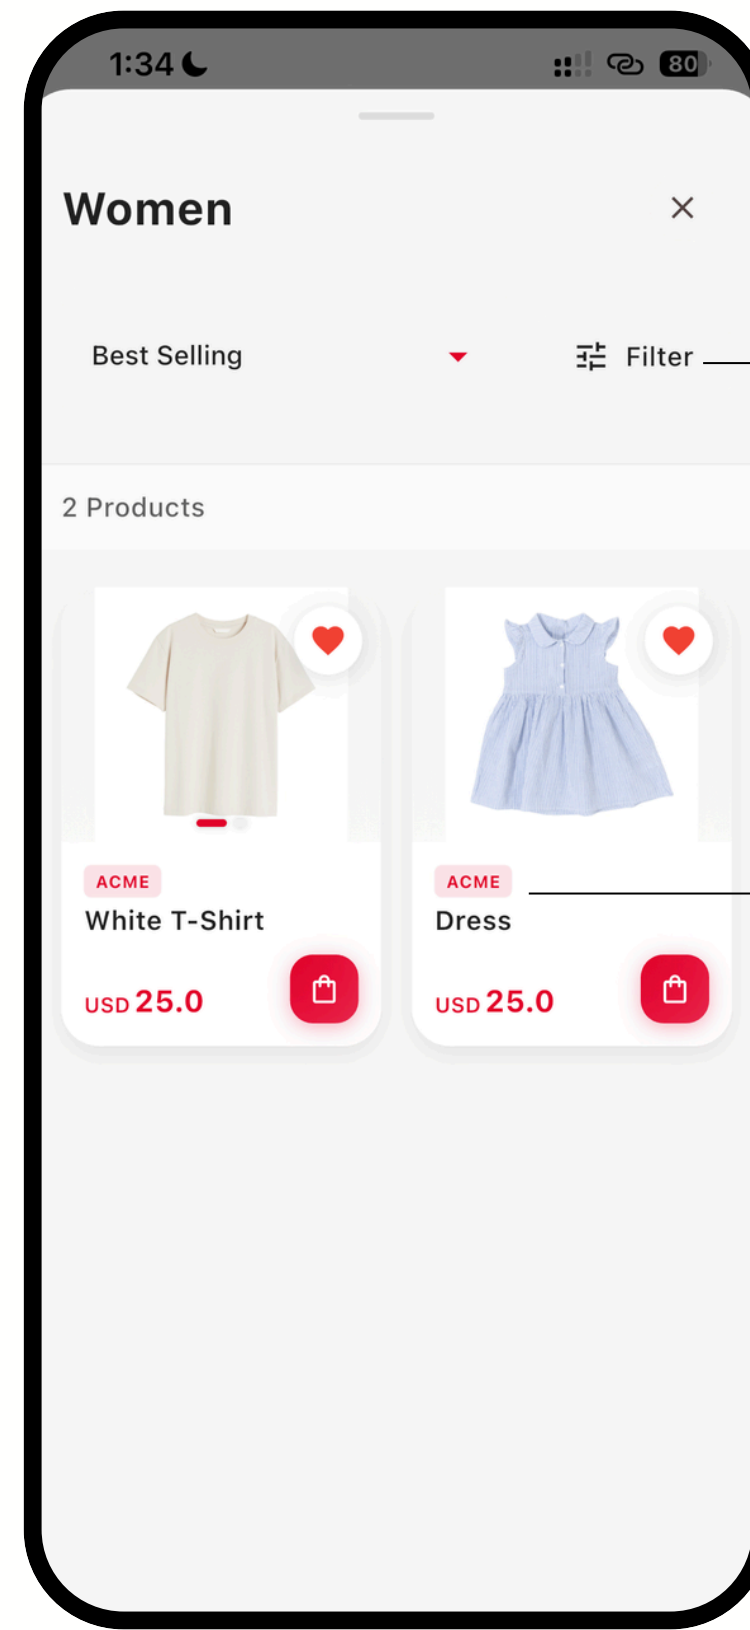 1:34 80
Women
Best Selling Filter
2 Products
ACME ACME
White T-Shirt Dress
USD 25.0 USD 25.0